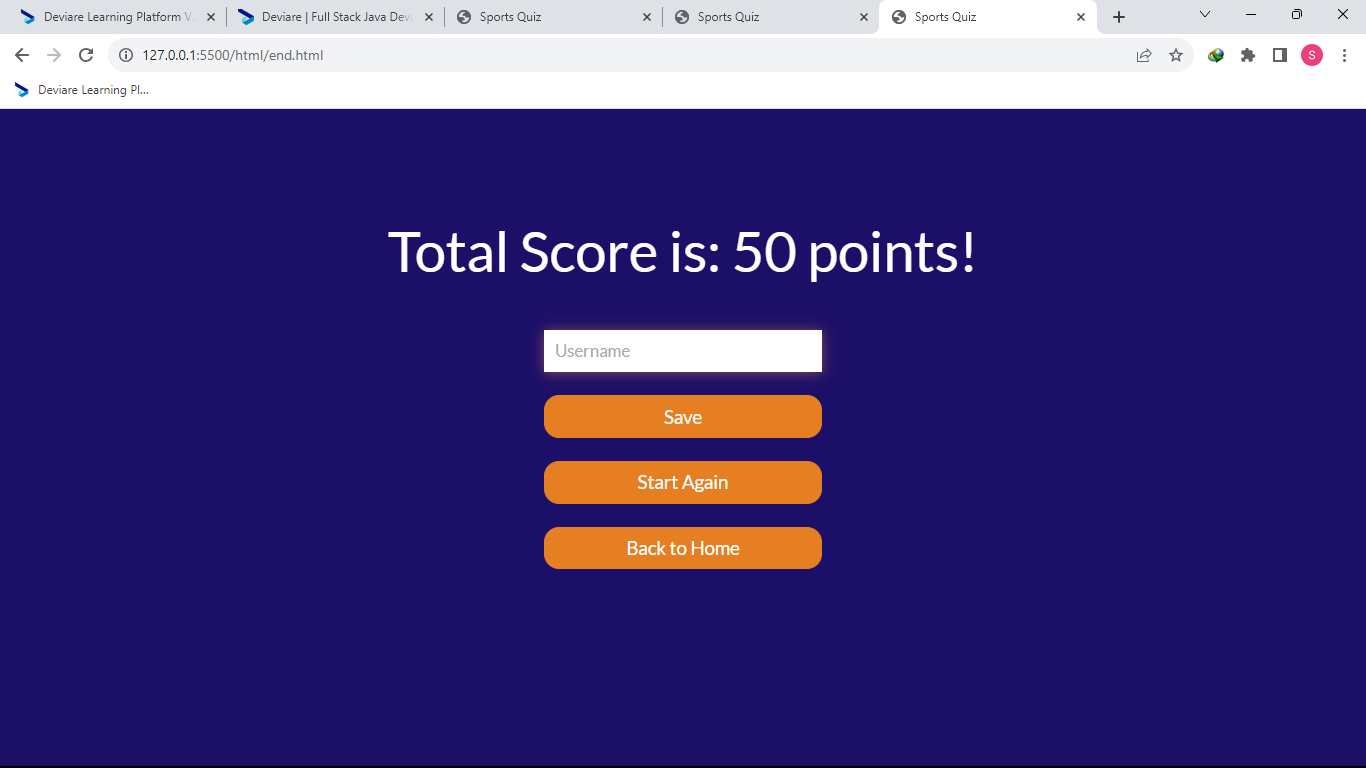 Deviare Learning Platform V
Deviare | Full Stack Java Dev
Sports Quiz
Sports Quiz
Sports Quiz
127.0.0.1:5500/html/end.html
S
Deviare Learning Pl...
Total Score is: 50 points!
Username
Save
Start Again
Back to Home